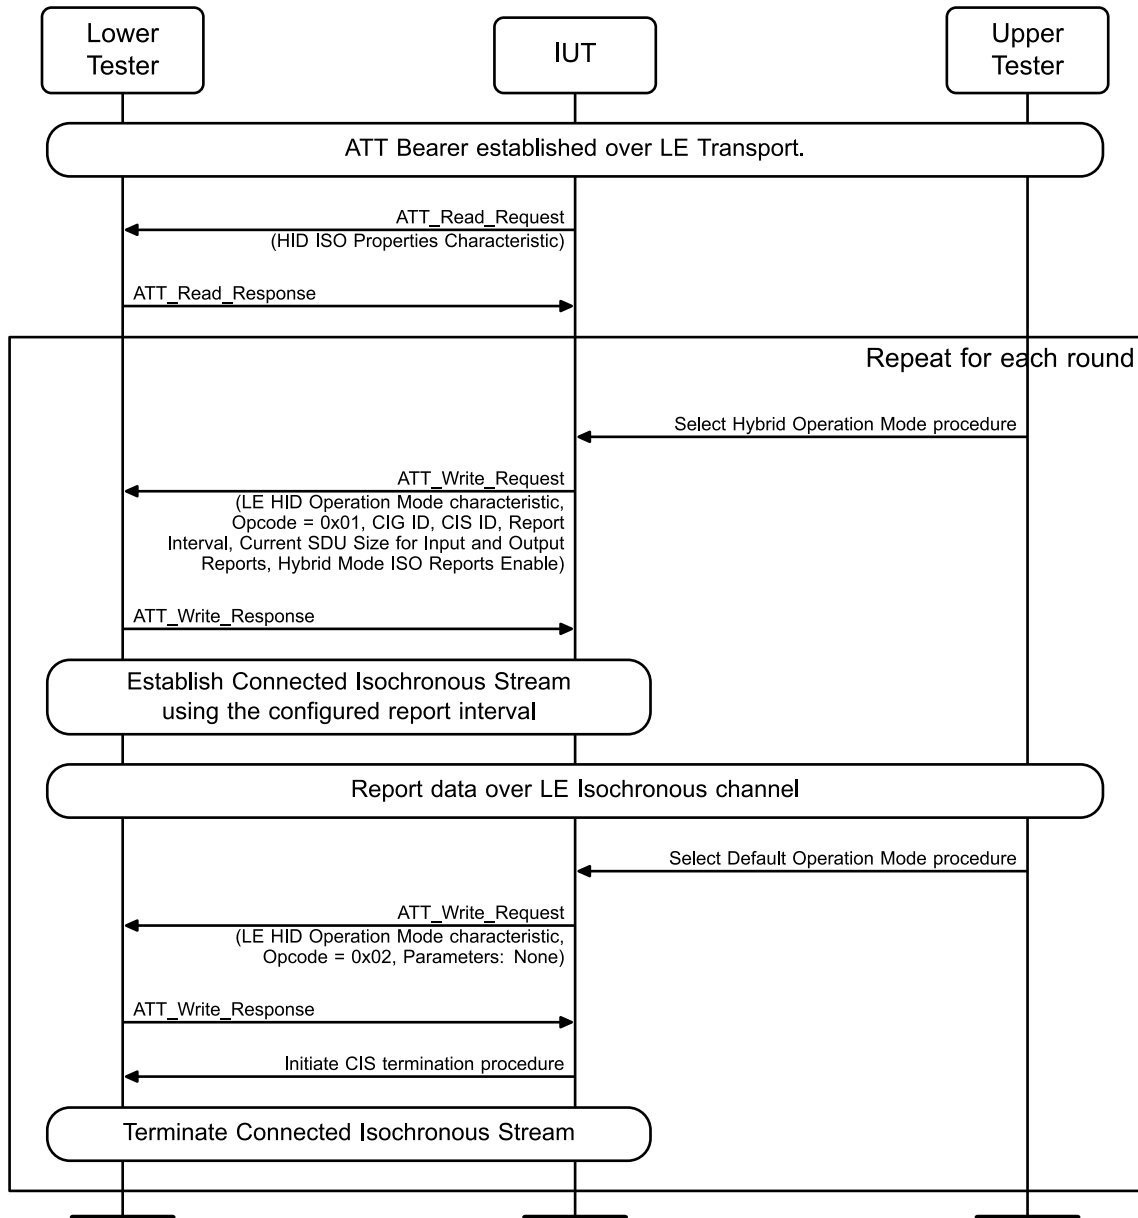 Lower
Tester
IUT
Upper
Tester
ATT Bearer established over LE Transport.
ATT_Read_Request
(HID ISO Properties Characteristic)
ATT_Read_Response
Repeat for each round
Select Hybrid Operation Mode procedure
ATT_Write_Request
(LE HID Operation Mode characteristic,
Opcode = 0x01, CIG ID, CIS ID, Report
Interval, Current SDU Size for Input and Output
Reports, Hybrid Mode ISO Reports Enable)
ATT_Write_Response
Establish Connected Isochronous Stream
using the configured report interval
Report data over LE Isochronous channel
Select Default Operation Mode procedure
ATT_Write_Request
(LE HID Operation Mode characteristic,
Opcode = 0x02, Parameters: None)
ATT_Write_Response
Initiate CIS termination procedure
Terminate Connected Isochronous Stream